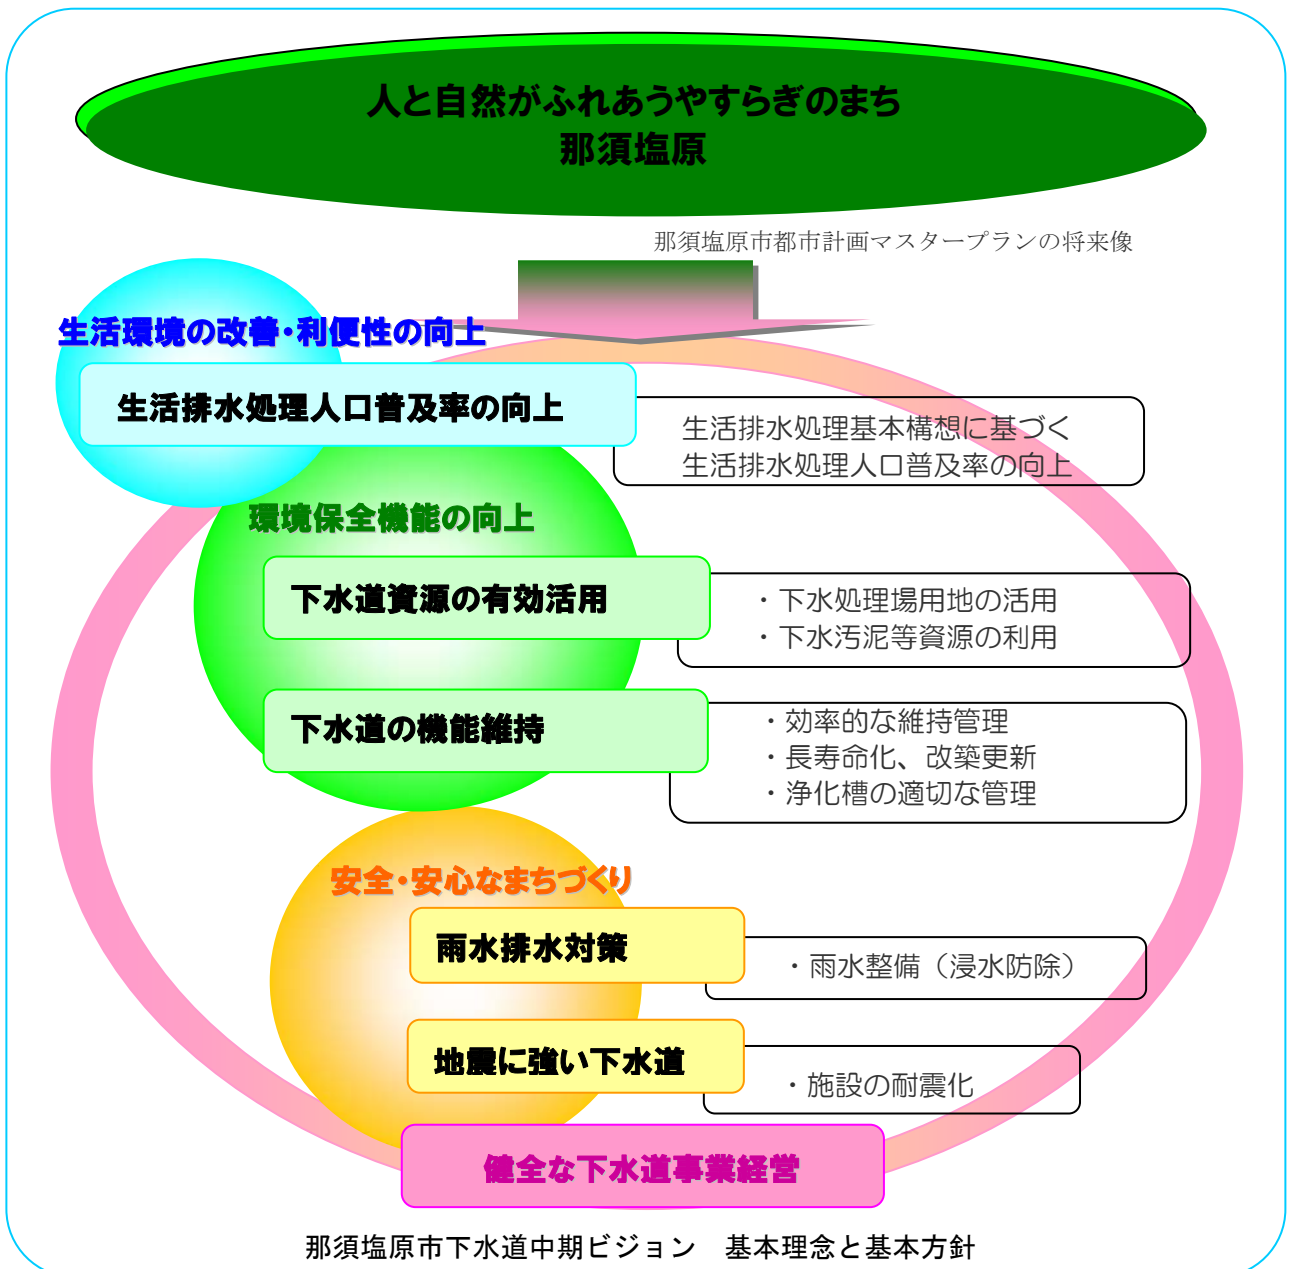 人と自然がふれあうやすらぎのまち
那須塩原
那須塩原市都市計画マスタープランの将来像
生活環境の改善・利便性の向上
生活排水処理人口普及率の向上
生活排水処理基本構想に基づく
生活排水処理人口普及率の向上
環境保全機能の向上
下水道資源の有効活用
・下水処理場用地の活用
・下水汚泥等資源の利用
下水道の機能維持
・効率的な維持管理
・長寿命化、改築更新
・浄化槽の適切な管理
安全・安心なまちづくり
雨水排水対策
・雨水整備（浸水防除）
地震に強い下水道
・施設の耐震化
健全な下水道事業経営
那須塩原市下水道中期ビジョン　基本理念と基本方針